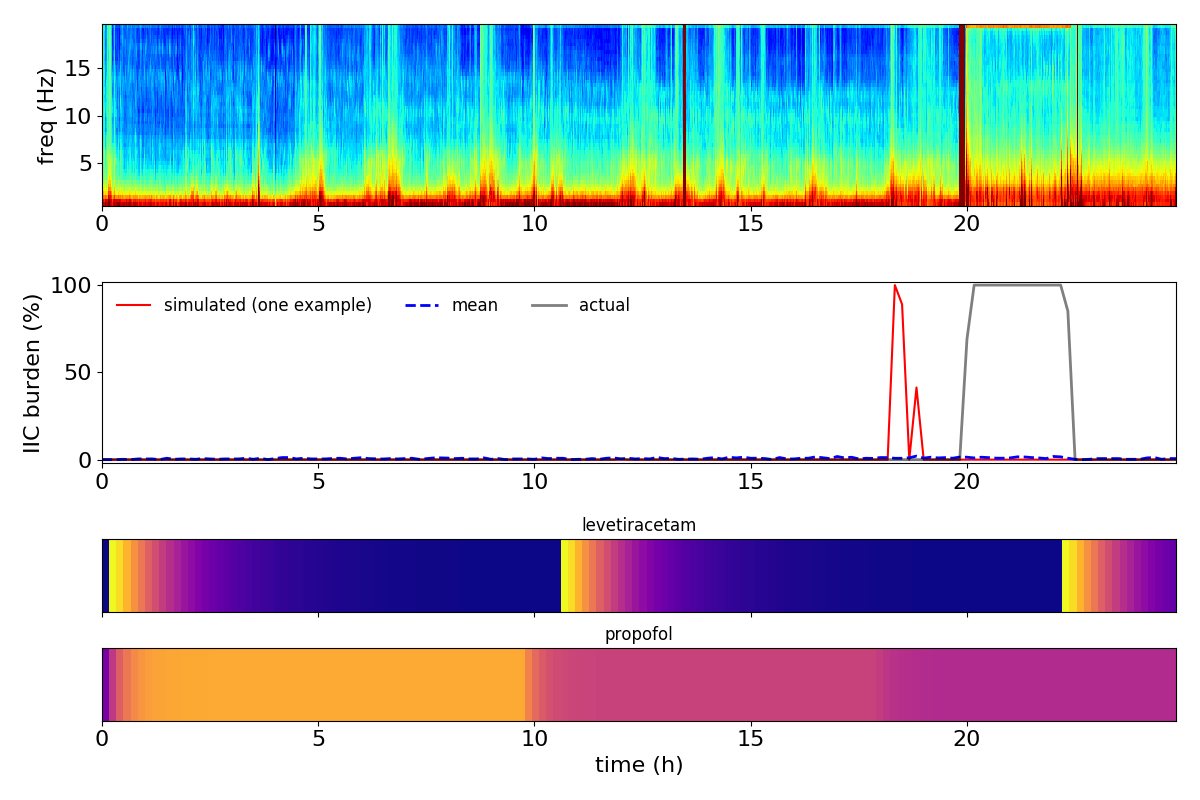 freq (Hz)
15
10
5
0 5 10 15 20
IIC burden (%)
100
50
0
simulated (one example) mean actual
0 5 10 15 20
levetiracetam
propofol
0 5 10 15 20
time (h)